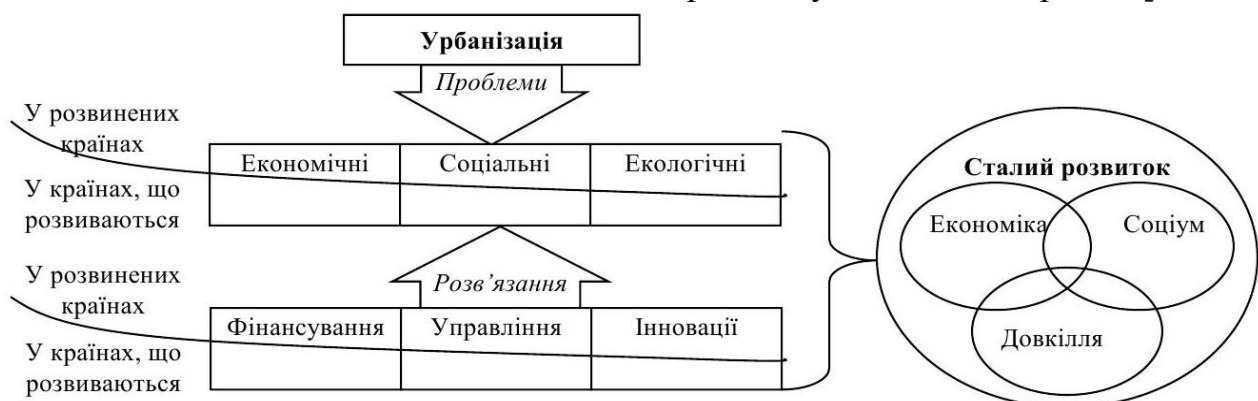 Урбанізація
Проблеми
У розвинених
країнах
Економічні Соціальні Екологічні
У країнах, що
розвиваються
Розв’язання
У розвинених
країнах
Фінансування Управління Інновації
У країнах, що
розвиваються
Сталий розвиток
Економіка Соціум
Довкілля